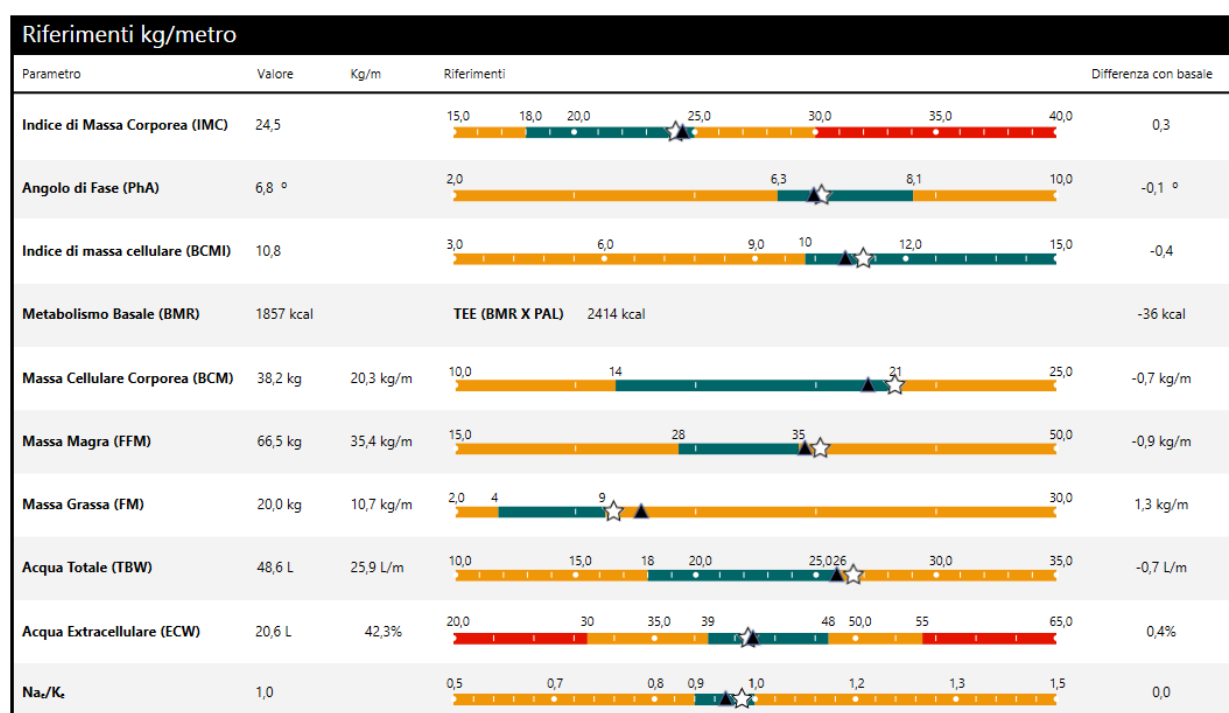 Riferimenti kg/metro
Parametro Valore Kg/m Riferimenti Differenza con basale
15,0 18,0 20,0 25,0 30,0 35,0 40,0
Indice di Massa Corporea (IMC) 24,5 0,3
2,0 6,3 8,1 10,0
Angolo di Fase (PhA) 6,8 º -0,1 º
3,0 6,0 9,0 10 12,0 15,0
Indice di massa cellulare (BCMI) 10,8 -0,4
Metabolismo Basale (BMR) 1857 kcal TEE (BMR X PAL) 2414 kcal -36 kcal
10,0 14 21 25,0
Massa Cellulare Corporea (BCM) 38,2 kg 20,3 kg/m -0,7 kg/m
15,0 28 35 50,0
Massa Magra (FFM) 66,5 kg 35,4 kg/m -0,9 kg/m
2,0 4 9 30,0
Massa Grassa (FM) 20,0 kg 10,7 kg/m 1,3 kg/m
10,0 15,0 18 20,0 25,0 26 30,0 35,0
Acqua Totale (TBW) 48,6 L 25,9 L/m -0,7 L/m
20,0 30 35,0 39 48 50,0 55 65,0
Acqua Extracellulare (ECW) 20,6 L 42,3% 0,4%
0,5 0,7 0,8 0,9 1,0 1,2 1,3 1,5
Naₑ/Kₑ 1,0 0,0